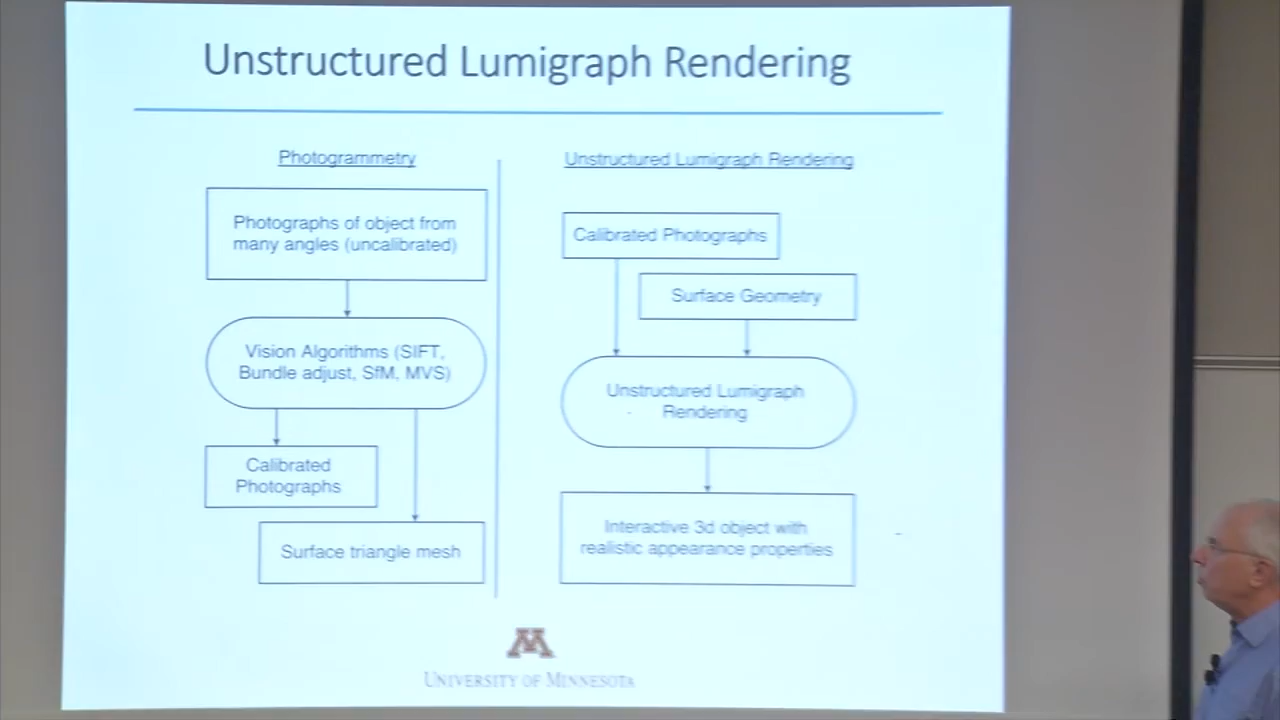 Unstructured Lumigraph Rendering
Photogrammetry
Photographs of object from
many angles (uncalibrated)
Vision Algorithms (SIFT,
Bundle adjust, SfM, MVS)
Calibrated
Photographs
Surface triangle mesh
Unstructured Lumigraph Rendering
Calibrated Photographs
Surface Geometry
Unstructured Lumigraph
Rendering
Interactive 3d object with
realistic appearance properties
M
UNIVERSITY OF MINNESOTA